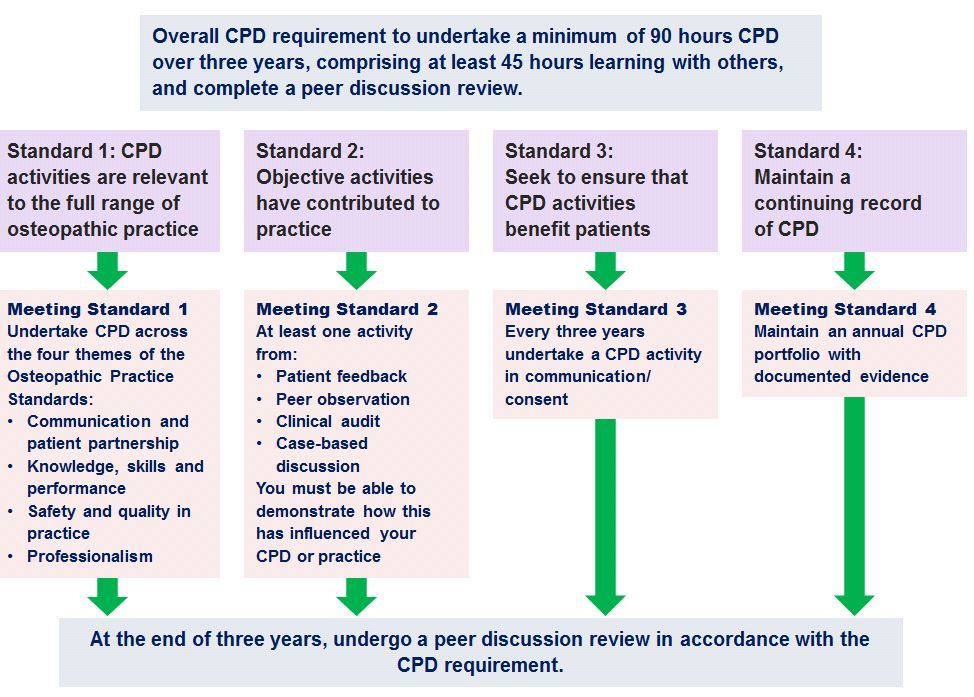 Overall CPD requirement to undertake a minimum of 90 hours CPD
over three years, comprising at least 45 hours learning with others,
and complete a peer discussion review.
Standard 1: CPD
activities are relevant
to the full range of
osteopathic practice
Standard 2:
Objective activities
have contributed to
practice
Standard 3:
Seek to ensure that
CPD activities
benefit patients
Standard 4:
Maintain a
continuing record
of CPD
Meeting Standard 1
Undertake CPD across
the four themes of the
Osteopathic Practice
Standards:
• Communication and
patient partnership
• Knowledge, skills and
performance
• Safety and quality in
practice
• Professionalism
Meeting Standard 2
At least one activity
from:
• Patient feedback
• Peer observation
• Clinical audit
• Case-based
discussion
You must be able to
demonstrate how this
has influenced your
CPD or practice
Meeting Standard 3
Every three years
undertake a CPD activity
in communication/
consent
Meeting Standard 4
Maintain an annual CPD
portfolio with
documented evidence
At the end of three years, undergo a peer discussion review in accordance with the
CPD requirement.